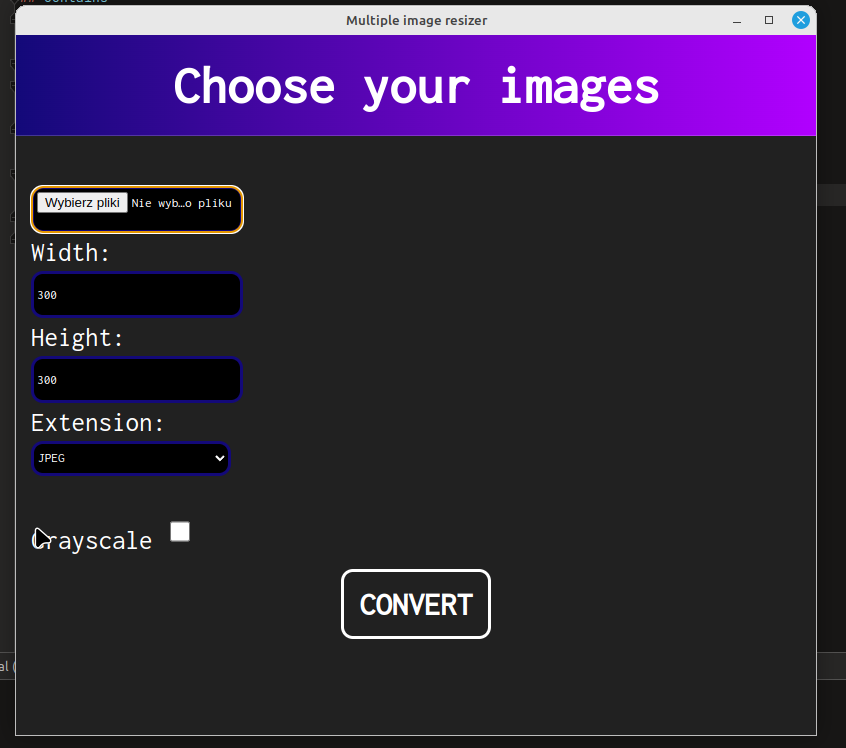 Multiple image resizer
Choose your images
Wybierz pliki Nie wyb…o pliku
Width:
300
Height:
300
Extension:
JPEG
Grayscale
CONVERT
al (